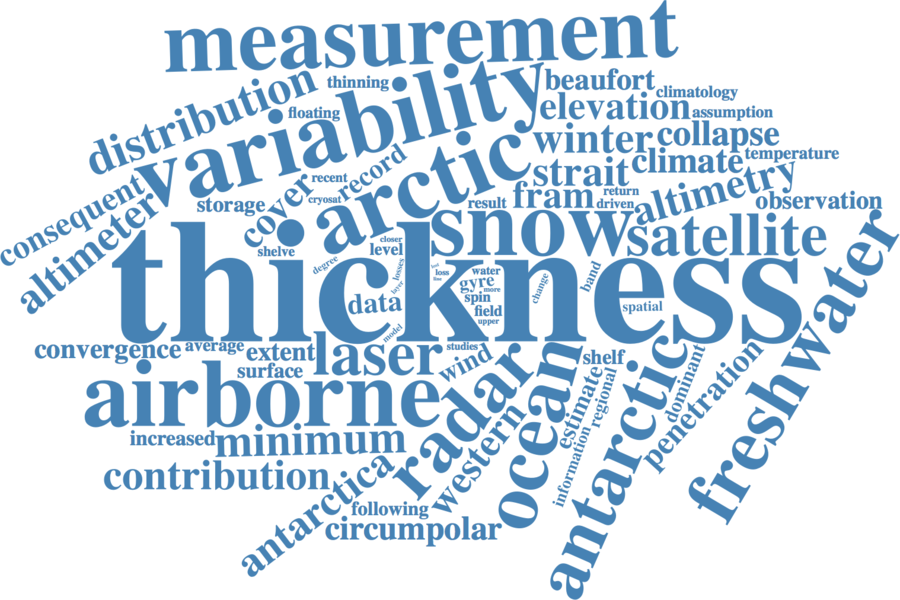 measurement
thinning
distribution
floating
variability
beaufort
climatology
elevation
assumption
consequent
altimeter
storage
cover
recent
record
cryosat
arctic
winter
collapse
strait
climate
temperature
fram
return
driven
altimetry
observation
result
snow
satellite
shelve
closer
level
degree
thickness
losses
layer
loss
water
gyre
more
spin
field
upper
change
band
spatial
data
model
freshwater
convergence
average
extent
surface
laser
studies
wind
shelf
airborne
radar
ocean
estimate
regional
information
antarctic
dominant
penetration
increased
minimum
western
contribution
antarctica
following
circumpolar